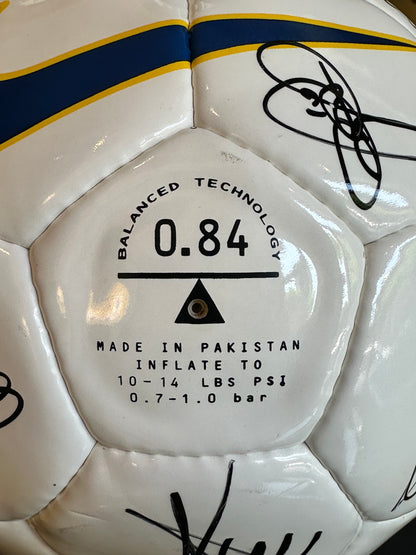 BALANCED TECHNOLOGY
0.84
MADE IN PAKISTAN
INFLATE TO
10-14 LBS PSI
0.7-1.0 bar